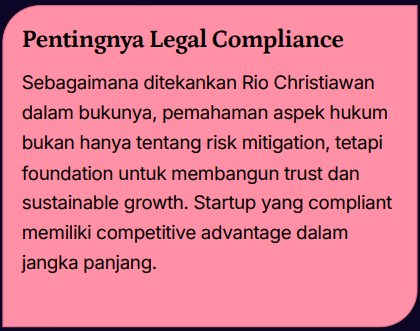 Pentingnya Legal Compliance
Sebagaimana ditekankan Rio Christiawan
dalam bukunya, pemahaman aspek hukum
bukan hanya tentang risk mitigation, tetapi
foundation untuk membangun trust dan
sustainable growth. Startup yang compliant
memiliki competitive advantage dalam
jangka panjang.